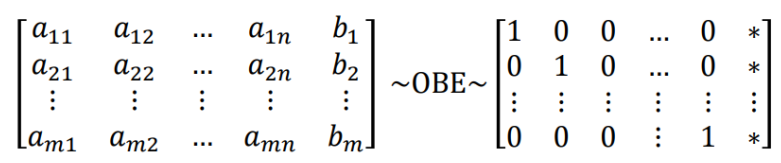 [a₁₁ a₁₂ … a₁ₙ b₁
a₂₁ a₂₂ … a₂ₙ b₂
⋮ ⋮ ⋮ ⋮ ⋮
aₘ₁ aₘ₂ … aₘₙ bₘ] ~OBE~ [1 0 0 … 0 *
0 1 0 … 0 *
⋮ ⋮ ⋮ ⋮ ⋮ ⋮
0 0 0 ⋮ 1 *]